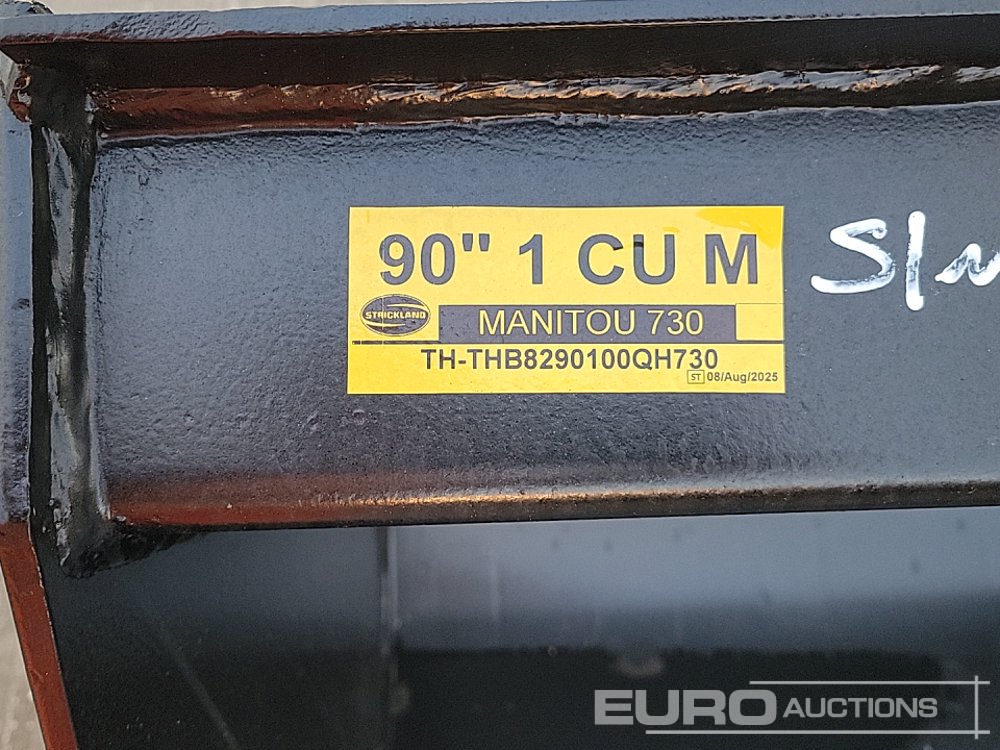 90" 1 CU M
STRICKLAND
MANITOU 730
TH-THB8290100QH730
ST 08/Aug/2025
EURO AUCTIONS